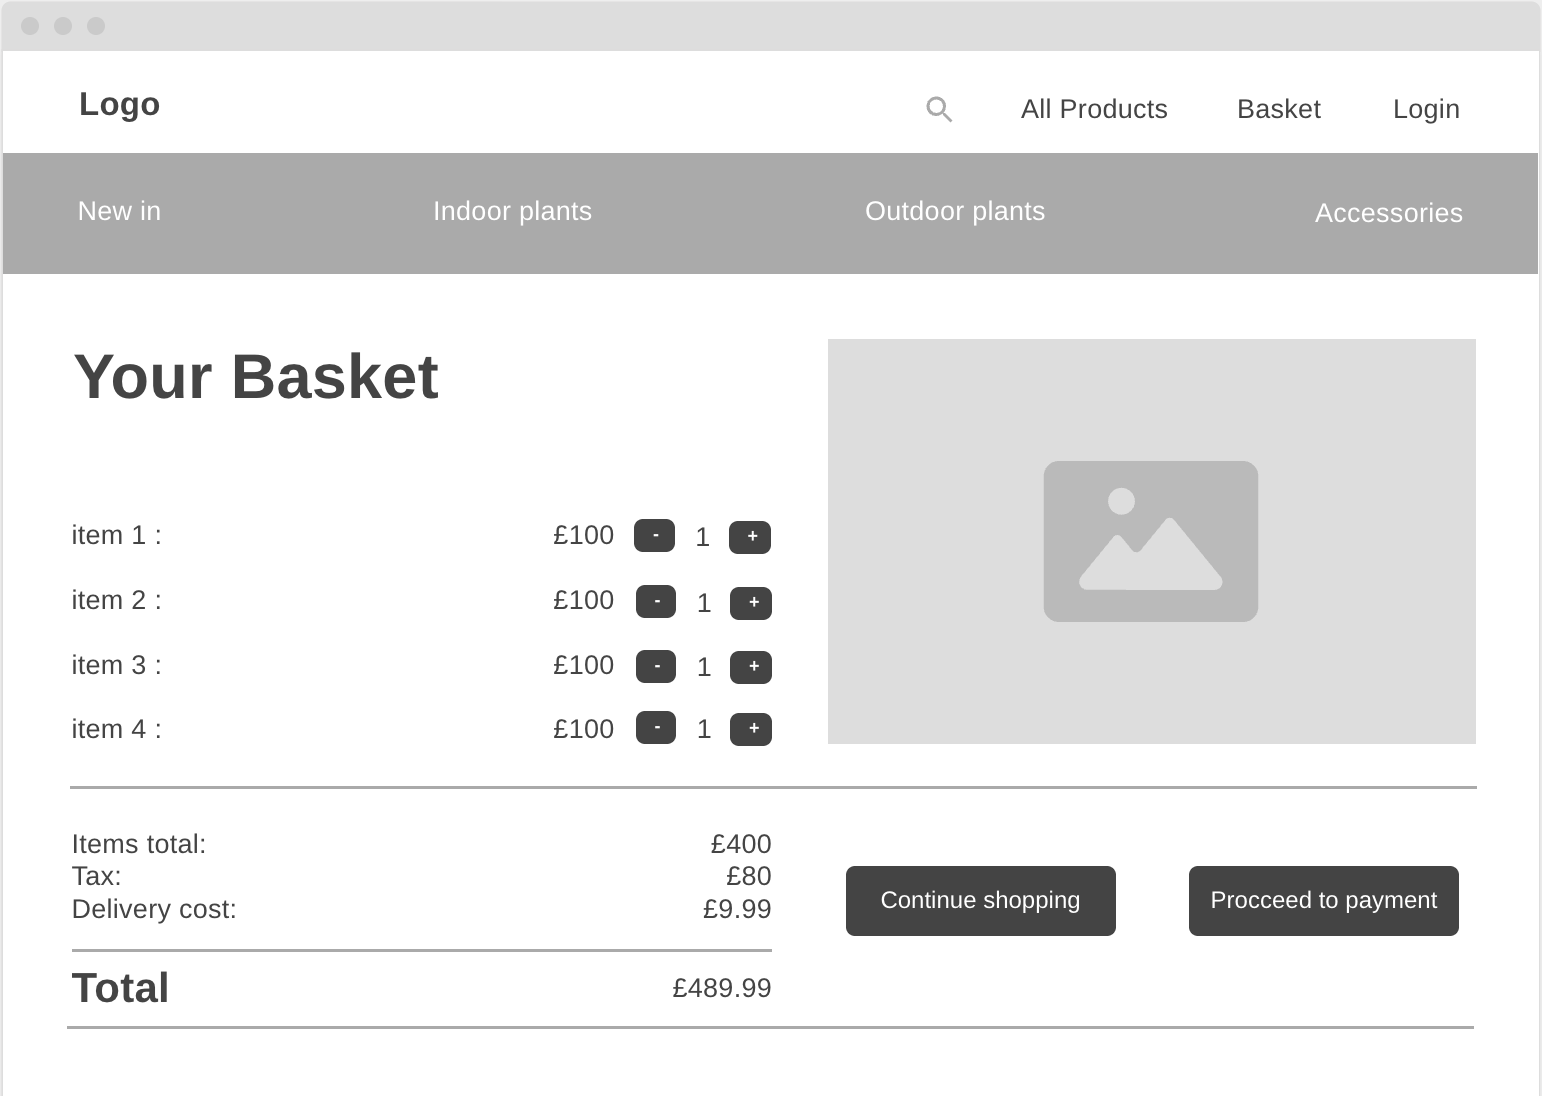 Logo
All Products Basket Login
New in Indoor plants Outdoor plants Accessories
Your Basket
item 1 : £100 - 1 +
item 2 : £100 - 1 +
item 3 : £100 - 1 +
item 4 : £100 - 1 +
Items total: £400
Tax: £80
Delivery cost: £9.99
Continue shopping Procceed to payment
Total £489.99